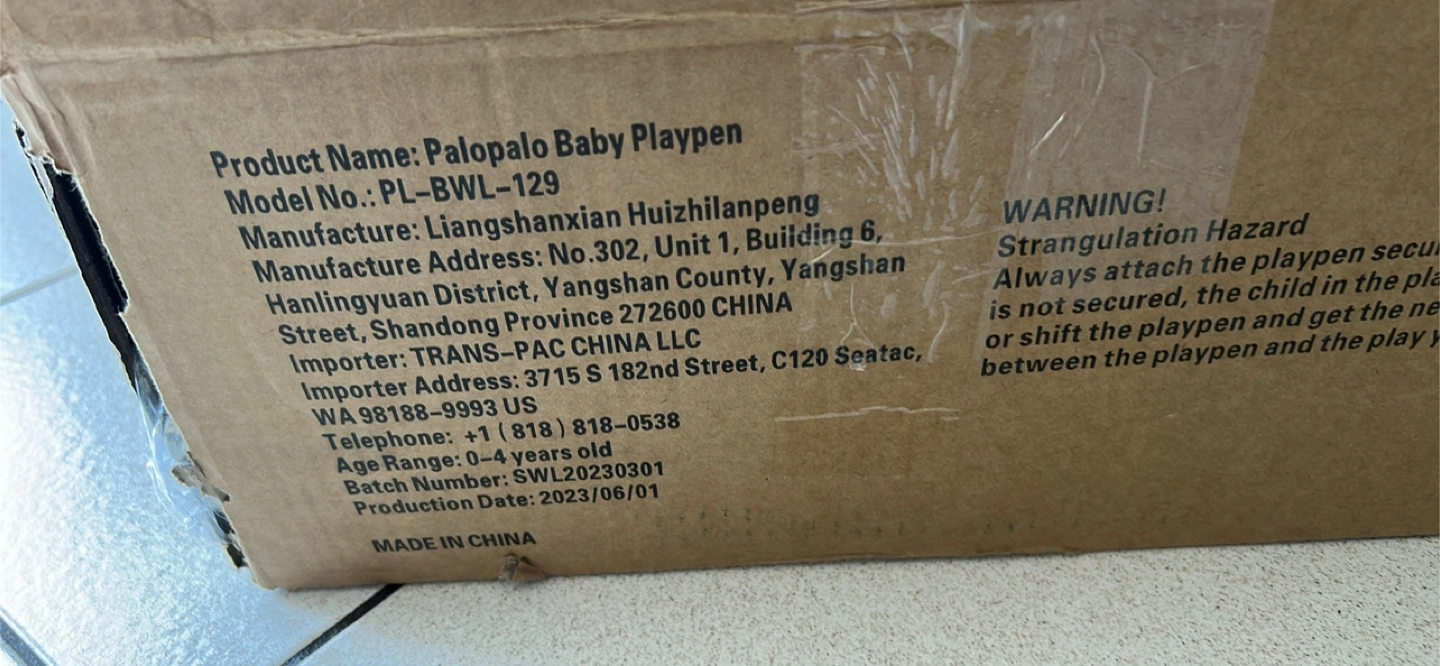 Product Name: Palopalo Baby Playpen
Model No.: PL-BWL-129
Manufacture: Liangshanxian Huizhilanpeng
Manufacture Address: No.302, Unit 1, Building 6,
Hanlingyuan District, Yangshan County, Yangshan
Street, Shandong Province 272600 CHINA
Importer: TRANS-PAC CHINA LLC
Importer Address: 3715 S 182nd Street, C120 Seatac,
WA 98188-9993 US
Telephone: +1 ( 818 ) 818-0538
Age Range: 0-4 years old
Batch Number: SWL20230301
Production Date: 2023/06/01
MADE IN CHINA
WARNING!
Strangulation Hazard
Always attach the playpen
is not secured, the child in the
or shift the playpen and get the
between the playpen and the play